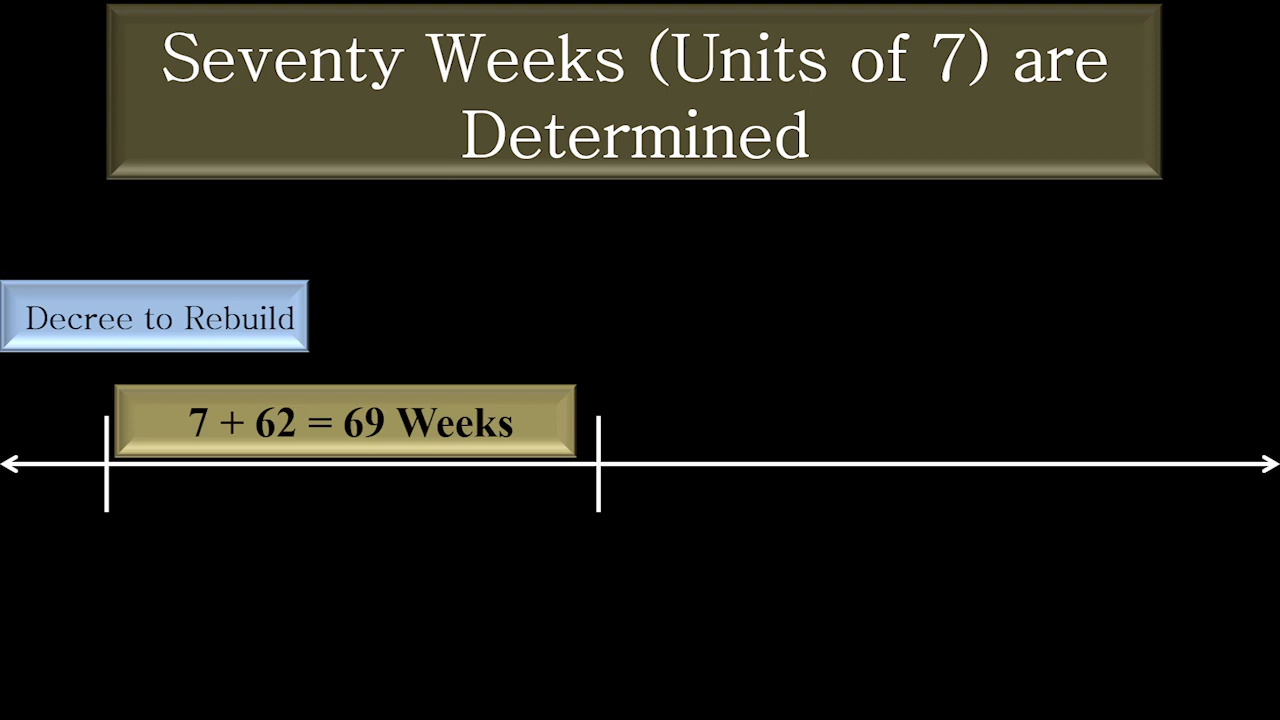 Seventy Weeks (Units of 7) are
Determined
Decree to Rebuild
7 + 62 = 69 Weeks